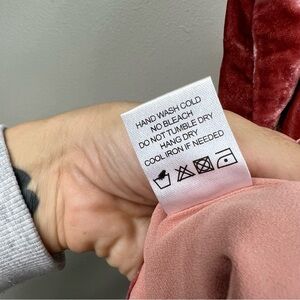 HAND WASH COLD
NO BLEACH
DO NOT TUMBLE DRY
HANG DRY
COOL IRON IF NEEDED